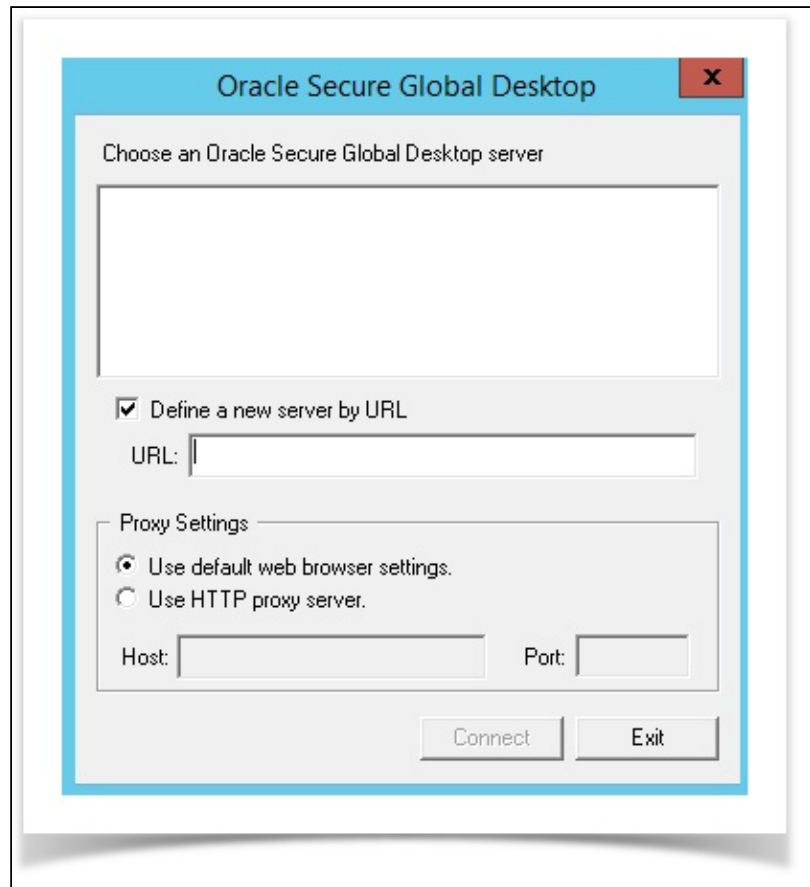 Oracle Secure Global Desktop
x
Choose an Oracle Secure Global Desktop server
Define a new server by URL
URL:
Proxy Settings
Use default web browser settings.
Use HTTP proxy server.
Host:
Port:
Connect
Exit